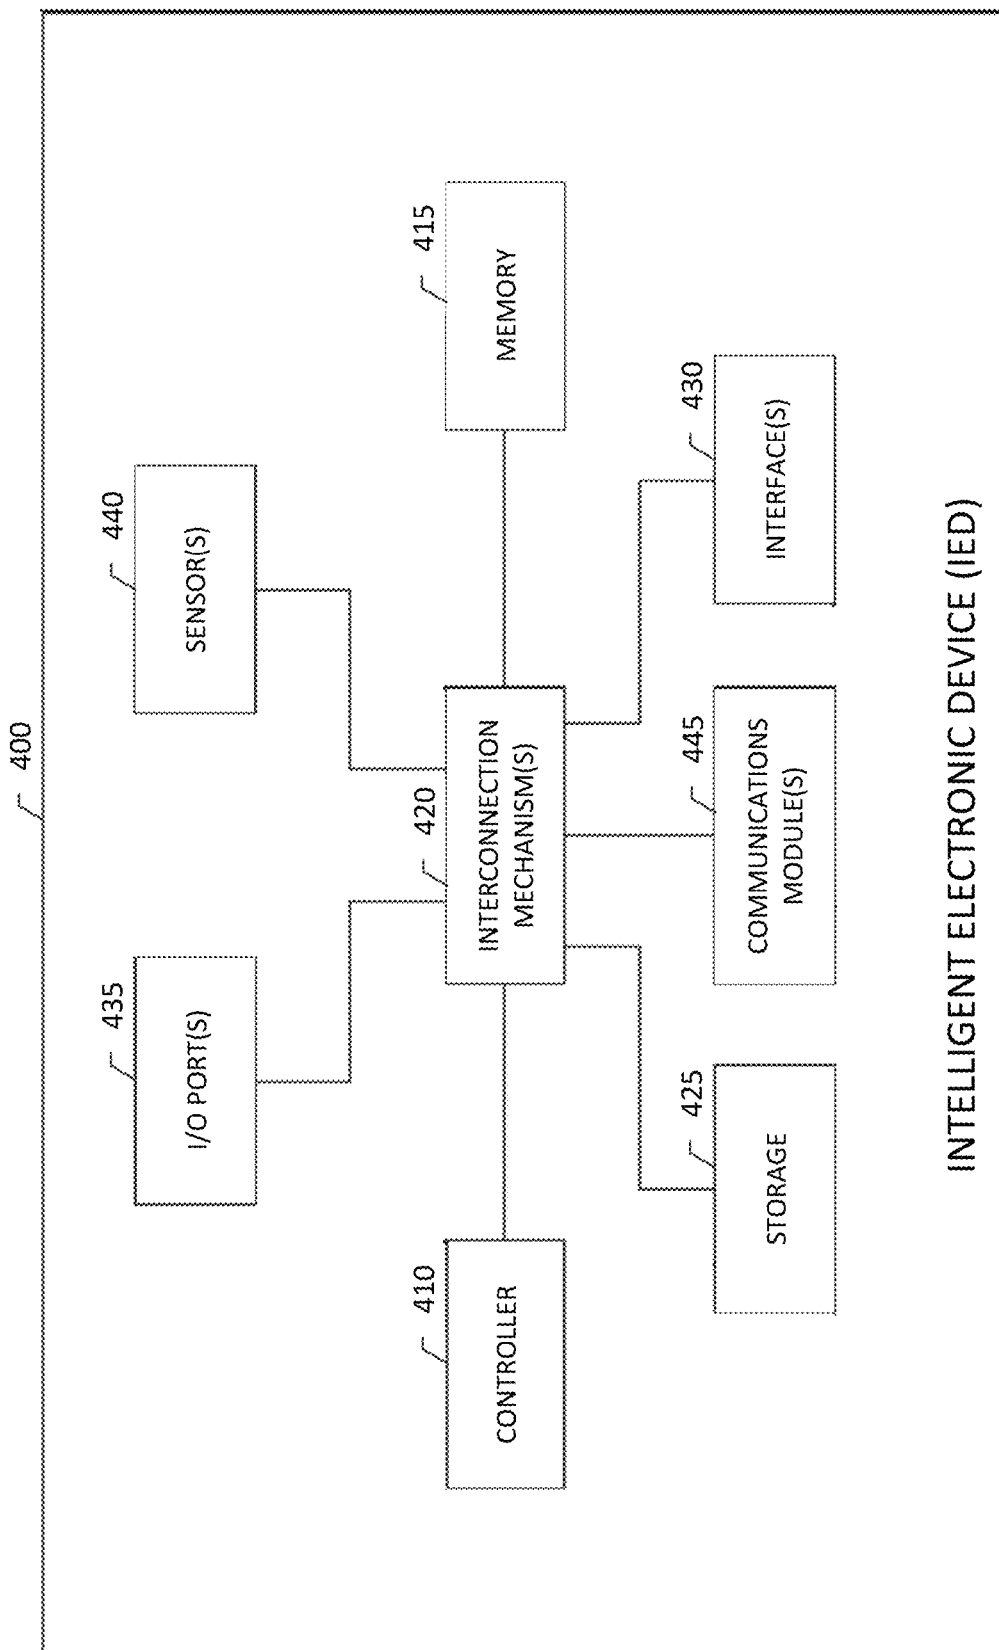 400
435
I/O PORT(S)
440
SENSOR(S)
410
CONTROLLER
420
INTERCONNECTION
MECHANISM(S)
415
MEMORY
425
STORAGE
445
COMMUNICATIONS
MODULE(S)
430
INTERFACE(S)
INTELLIGENT ELECTRONIC DEVICE (IED)